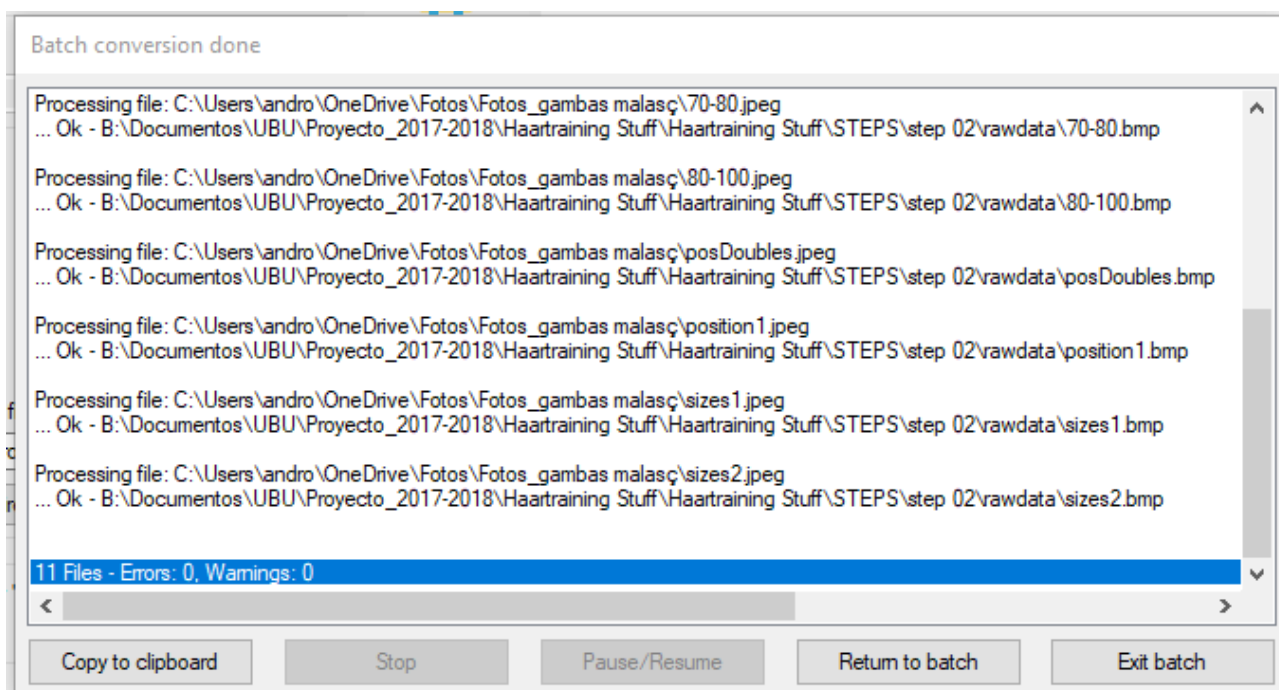 Batch conversion done
Processing file: C:\Users\andro\OneDrive\Fotos\Fotos_gambas malasç\70-80.jpeg
... Ok - B:\Documentos\UBU\Proyecto_2017-2018\Haartraining Stuff\Haartraining Stuff\STEPS\step 02\rawdata\70-80.bmp
Processing file: C:\Users\andro\OneDrive\Fotos\Fotos_gambas malasç\80-100.jpeg
... Ok - B:\Documentos\UBU\Proyecto_2017-2018\Haartraining Stuff\Haartraining Stuff\STEPS\step 02\rawdata\80-100.bmp
Processing file: C:\Users\andro\OneDrive\Fotos\Fotos_gambas malasç\posDoubles.jpeg
... Ok - B:\Documentos\UBU\Proyecto_2017-2018\Haartraining Stuff\Haartraining Stuff\STEPS\step 02\rawdata\posDoubles.bmp
Processing file: C:\Users\andro\OneDrive\Fotos\Fotos_gambas malasç\position1.jpeg
... Ok - B:\Documentos\UBU\Proyecto_2017-2018\Haartraining Stuff\Haartraining Stuff\STEPS\step 02\rawdata\position1.bmp
Processing file: C:\Users\andro\OneDrive\Fotos\Fotos_gambas malasç\sizes1.jpeg
... Ok - B:\Documentos\UBU\Proyecto_2017-2018\Haartraining Stuff\Haartraining Stuff\STEPS\step 02\rawdata\sizes1.bmp
Processing file: C:\Users\andro\OneDrive\Fotos\Fotos_gambas malasç\sizes2.jpeg
... Ok - B:\Documentos\UBU\Proyecto_2017-2018\Haartraining Stuff\Haartraining Stuff\STEPS\step 02\rawdata\sizes2.bmp
11 Files - Errors: 0, Warnings: 0
Copy to clipboard Stop Pause/Resume Return to batch Exit batch